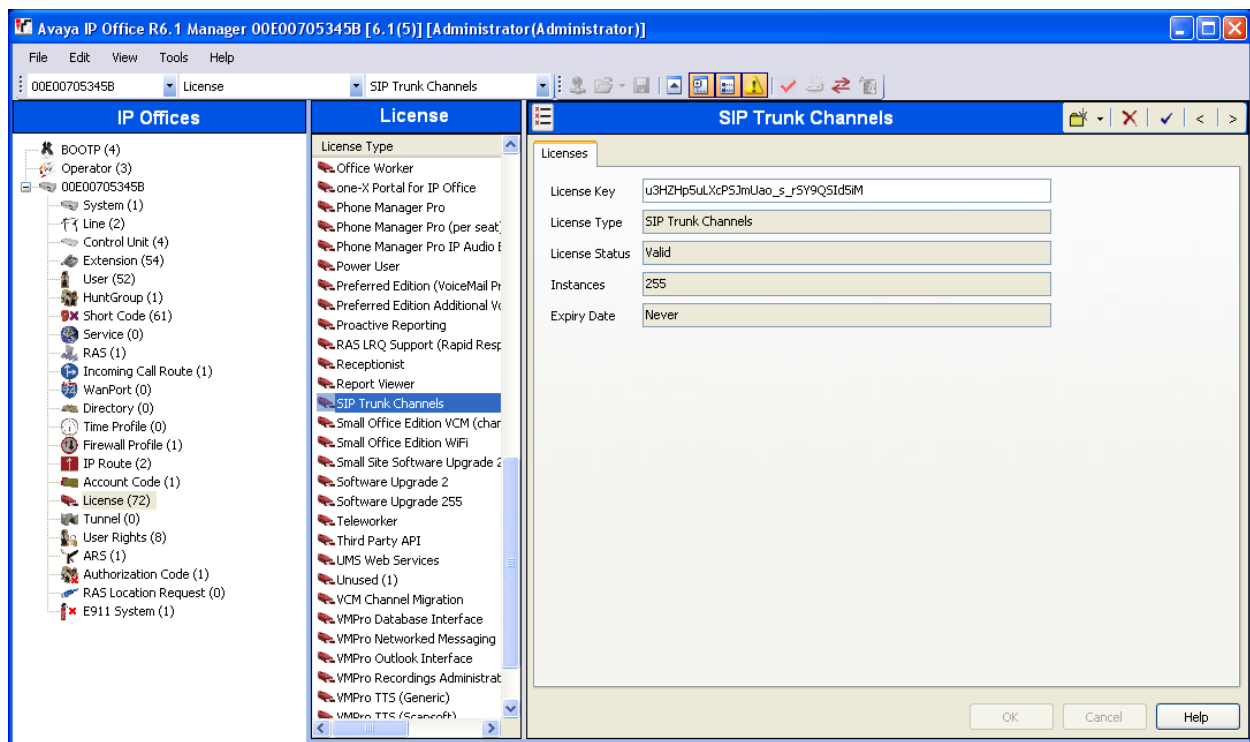 Avaya IP Office R6.1 Manager 00E00705345B [6.1(5)] [Administrator(Administrator)]
File Edit View Tools Help
00E00705345B License SIP Trunk Channels
IP Offices
BOOTP (4)
Operator (3)
00E00705345B
System (1)
Line (2)
Control Unit (4)
Extension (54)
User (52)
HuntGroup (1)
Short Code (61)
Service (0)
RAS (1)
Incoming Call Route (1)
WanPort (0)
Directory (0)
Time Profile (0)
Firewall Profile (1)
IP Route (2)
Account Code (1)
License (72)
Tunnel (0)
User Rights (8)
ARS (1)
Authorization Code (1)
RAS Location Request (0)
E911 System (1)
License
License Type
Office Worker
one-X Portal for IP Office
Phone Manager Pro
Phone Manager Pro (per seat)
Phone Manager Pro IP Audio E
Power User
Preferred Edition (VoiceMail Pr
Preferred Edition Additional Vo
Proactive Reporting
RAS LRQ Support (Rapid Resp
Receptionist
Report Viewer
SIP Trunk Channels
Small Office Edition VCM (char
Small Office Edition WiFi
Small Site Software Upgrade 2
Software Upgrade 2
Software Upgrade 255
Teleworker
Third Party API
UMS Web Services
Unused (1)
VCM Channel Migration
VMPro Database Interface
VMPro Networked Messaging
VMPro Outlook Interface
VMPro Recordings Administrat
VMPro TTS (Generic)
VMPro TTS (Scansoft)
SIP Trunk Channels
Licenses
License Key u3HZHp5uLXcPSJmUao_s_rSY9QSId5iM
License Type SIP Trunk Channels
License Status Valid
Instances 255
Expiry Date Never
OK Cancel Help